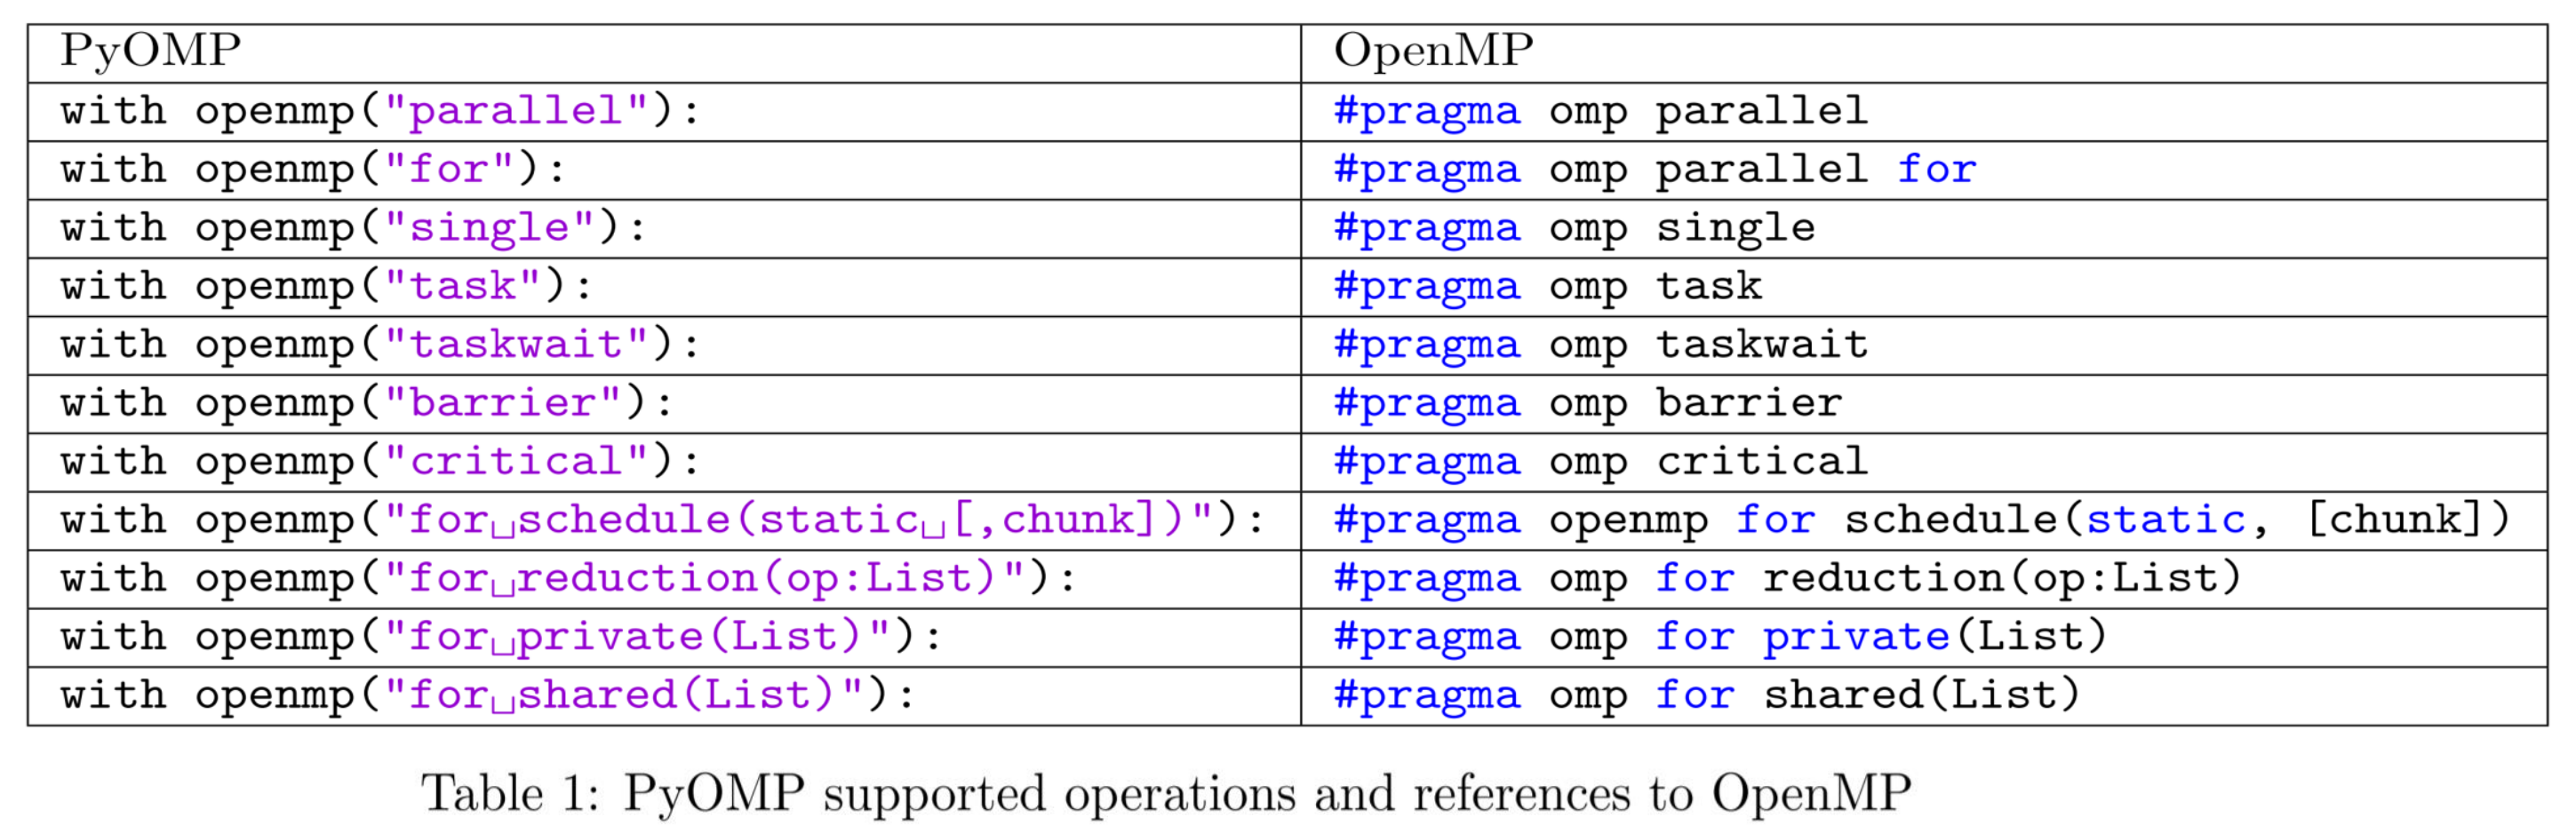 PyOMP OpenMP
with openmp("parallel"): #pragma omp parallel
with openmp("for"): #pragma omp parallel for
with openmp("single"): #pragma omp single
with openmp("task"): #pragma omp task
with openmp("taskwait"): #pragma omp taskwait
with openmp("barrier"): #pragma omp barrier
with openmp("critical"): #pragma omp critical
with openmp("for␣schedule(static␣[,chunk])"): #pragma openmp for schedule(static, [chunk])
with openmp("for␣reduction(op:List)"): #pragma omp for reduction(op:List)
with openmp("for␣private(List)"): #pragma omp for private(List)
with openmp("for␣shared(List)"): #pragma omp for shared(List)
Table 1: PyOMP supported operations and references to OpenMP